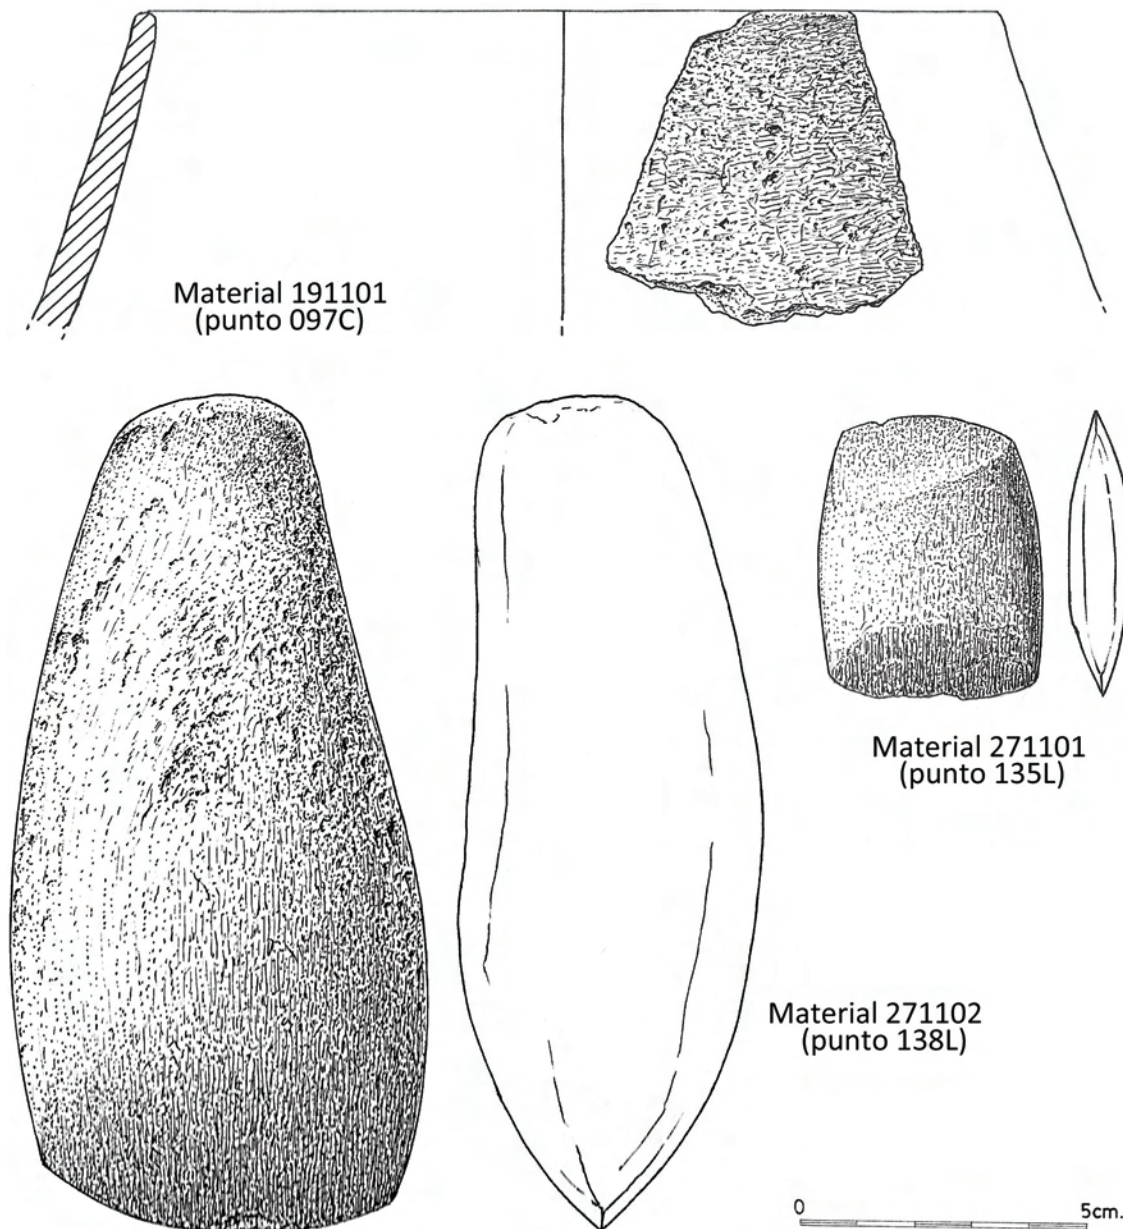 Material 191101
(punto 097C)
Material 271101
(punto 135L)
Material 271102
(punto 138L)
0 5cm.